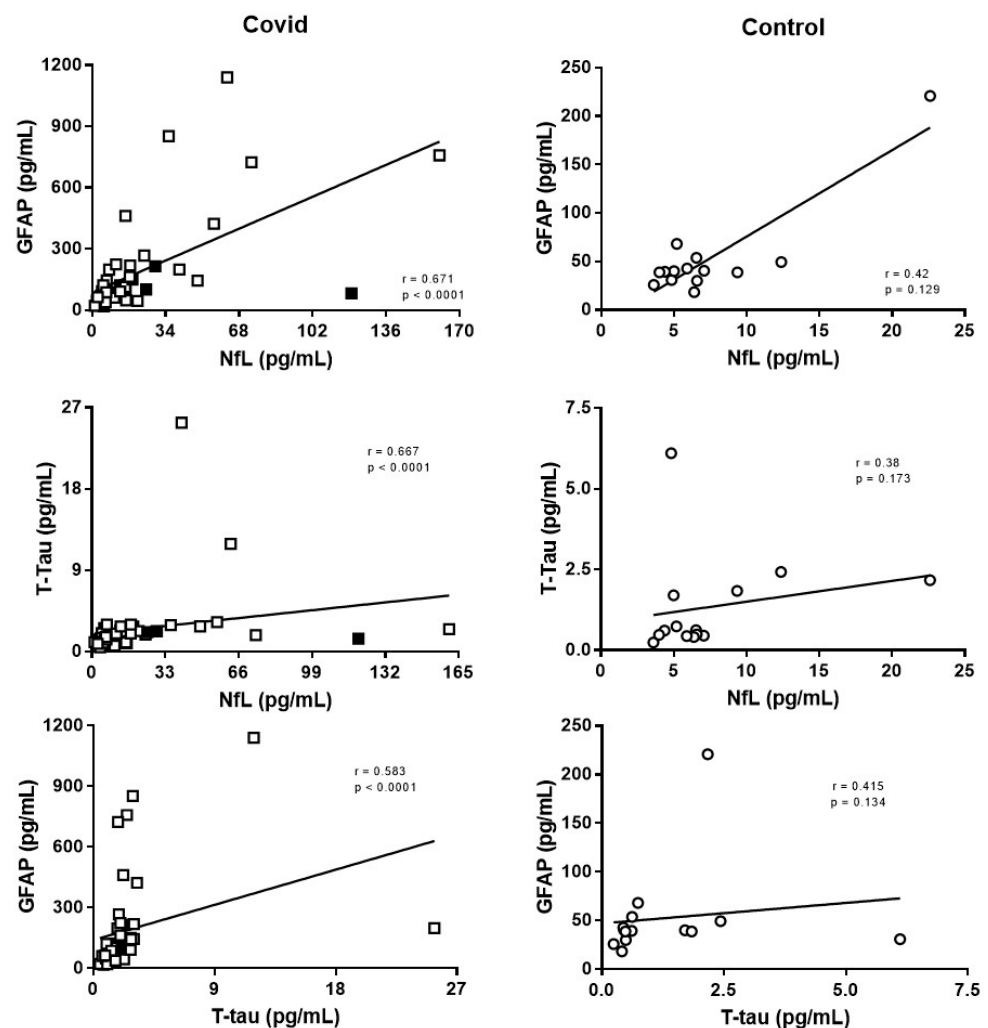 Covid
Control
GFAP (pg/mL)
1200
900
600
300
0
0 34 68 102 136 170
NfL (pg/mL)
r = 0.671
p < 0.0001
GFAP (pg/mL)
250
200
150
100
50
0
0 5 10 15 20 25
NfL (pg/mL)
r = 0.42
p = 0.129
T-Tau (pg/mL)
27
18
9
0
0 33 66 99 132 165
NfL (pg/mL)
r = 0.667
p < 0.0001
T-Tau (pg/mL)
7.5
5.0
2.5
0.0
0 5 10 15 20 25
NfL (pg/mL)
r = 0.38
p = 0.173
GFAP (pg/mL)
1200
900
600
300
0
0 9 18 27
T-tau (pg/mL)
r = 0.583
p < 0.0001
GFAP (pg/mL)
250
200
150
100
50
0
0.0 2.5 5.0 7.5
T-tau (pg/mL)
r = 0.415
p = 0.134